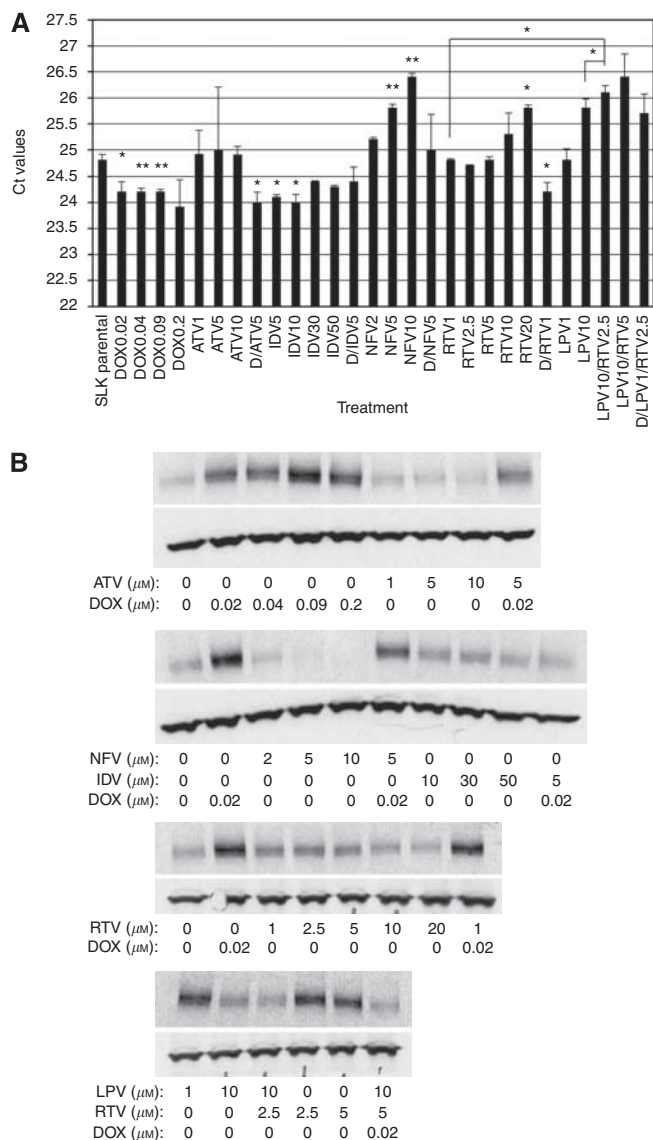 A
Ct values
27.5
27
26.5
26
25.5
25
24.5
24
23.5
23
22.5
22
* ** ** * * * ** ** * * * *
SLK parental
DOX0.02
DOX0.04
DOX0.09
DOX0.2
ATV1
ATV5
ATV10
D/ATV5
IDV5
IDV10
IDV30
IDV50
D/IDV5
NFV2
NFV5
NFV10
D/NFV5
RTV1
RTV2.5
RTV5
RTV10
RTV20
D/RTV1
LPV1
LPV10
LPV10/RTV2.5
LPV10/RTV5
D/LPV1/RTV2.5
Treatment
B
ATV (μM): 0 0 0 0 0 1 5 10 5
DOX (μM): 0 0.02 0.04 0.09 0.2 0 0 0 0.02
NFV (μM): 0 0 2 5 10 5 0 0 0 0
IDV (μM): 0 0 0 0 0 0 10 30 50 5
DOX (μM): 0 0.02 0 0 0 0.02 0 0 0 0.02
RTV (μM): 0 0 1 2.5 5 10 20 1
DOX (μM): 0 0.02 0 0 0 0 0 0.02
LPV (μM): 1 10 10 0 0 10
RTV (μM): 0 0 2.5 2.5 5 5
DOX (μM): 0 0 0 0 0 0.02